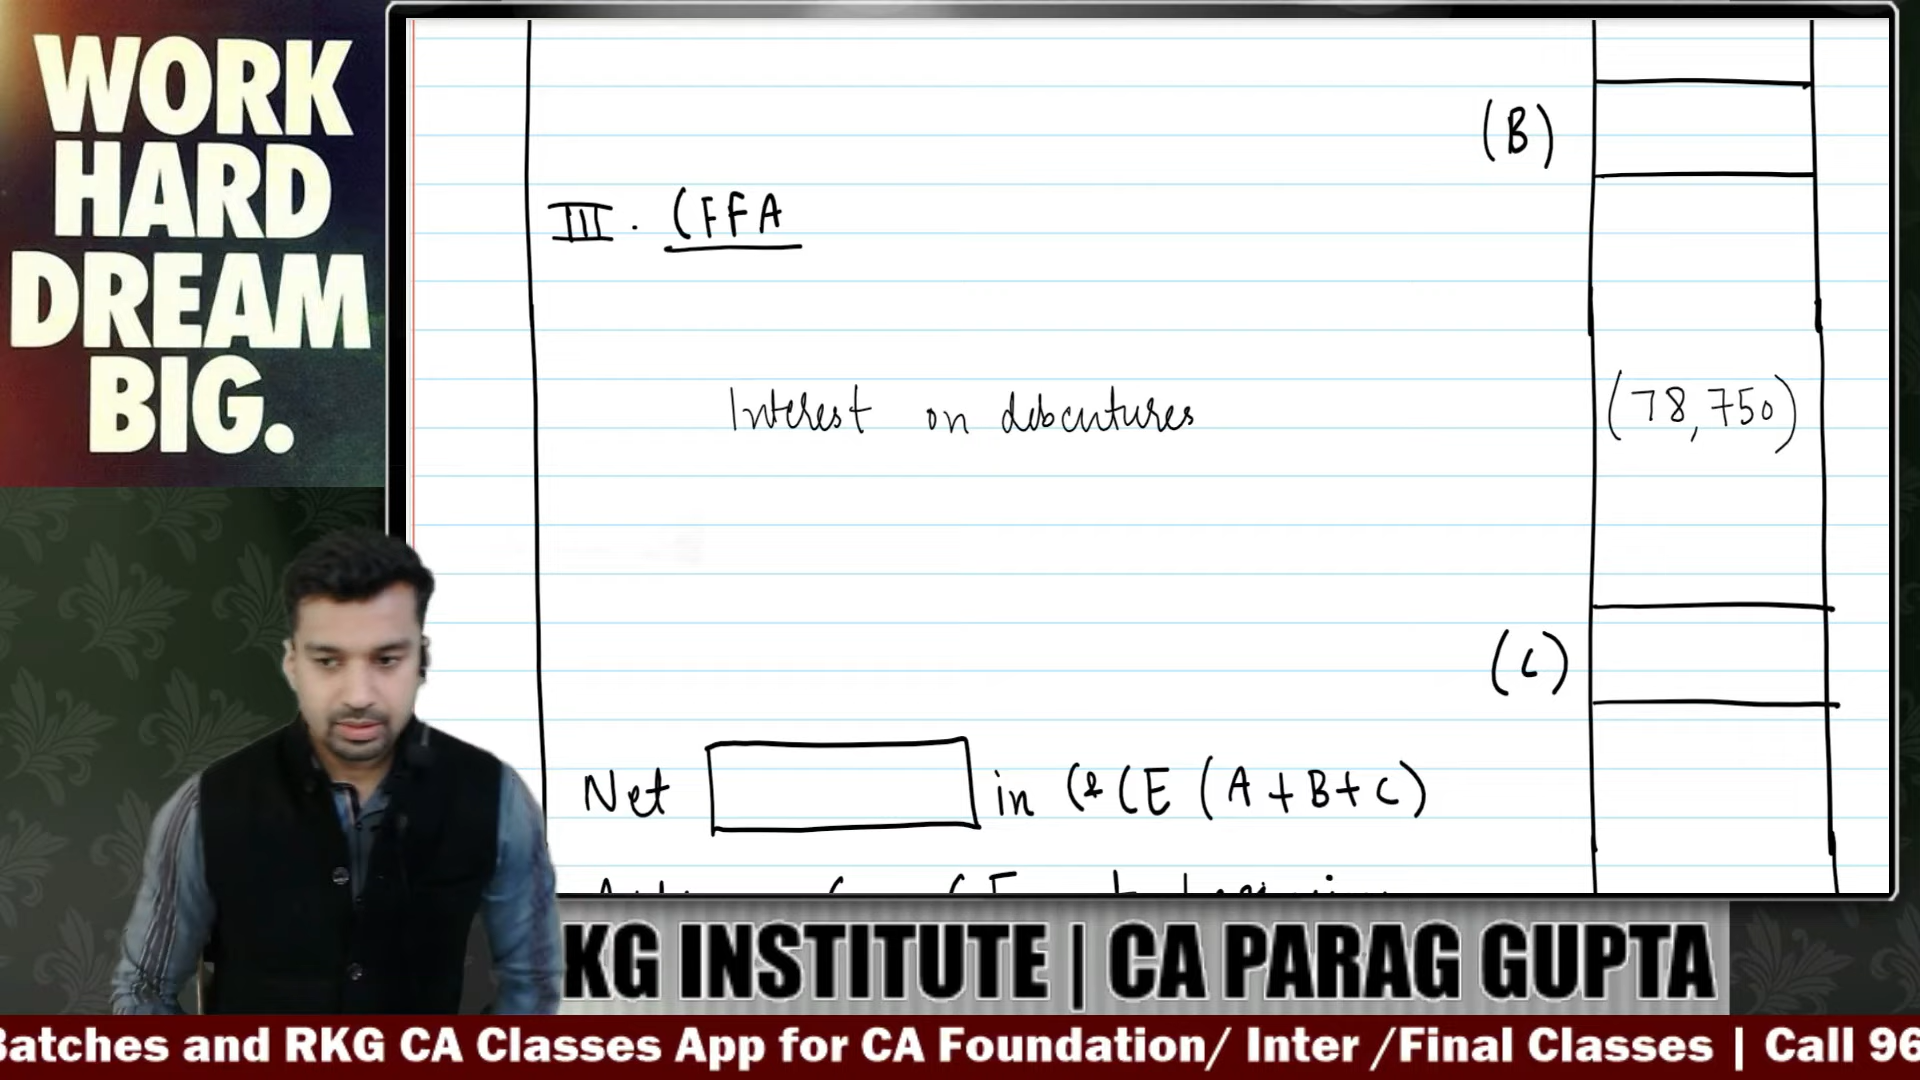 WORK
HARD
DREAM
BIG.
(B)
III. CFFA
Interest on debentures (78,750)
(C)
Net in C&CE (A+B+C)
KG INSTITUTE | CA PARAG GUPTA
Batches and RKG CA Classes App for CA Foundation/ Inter /Final Classes | Call 96